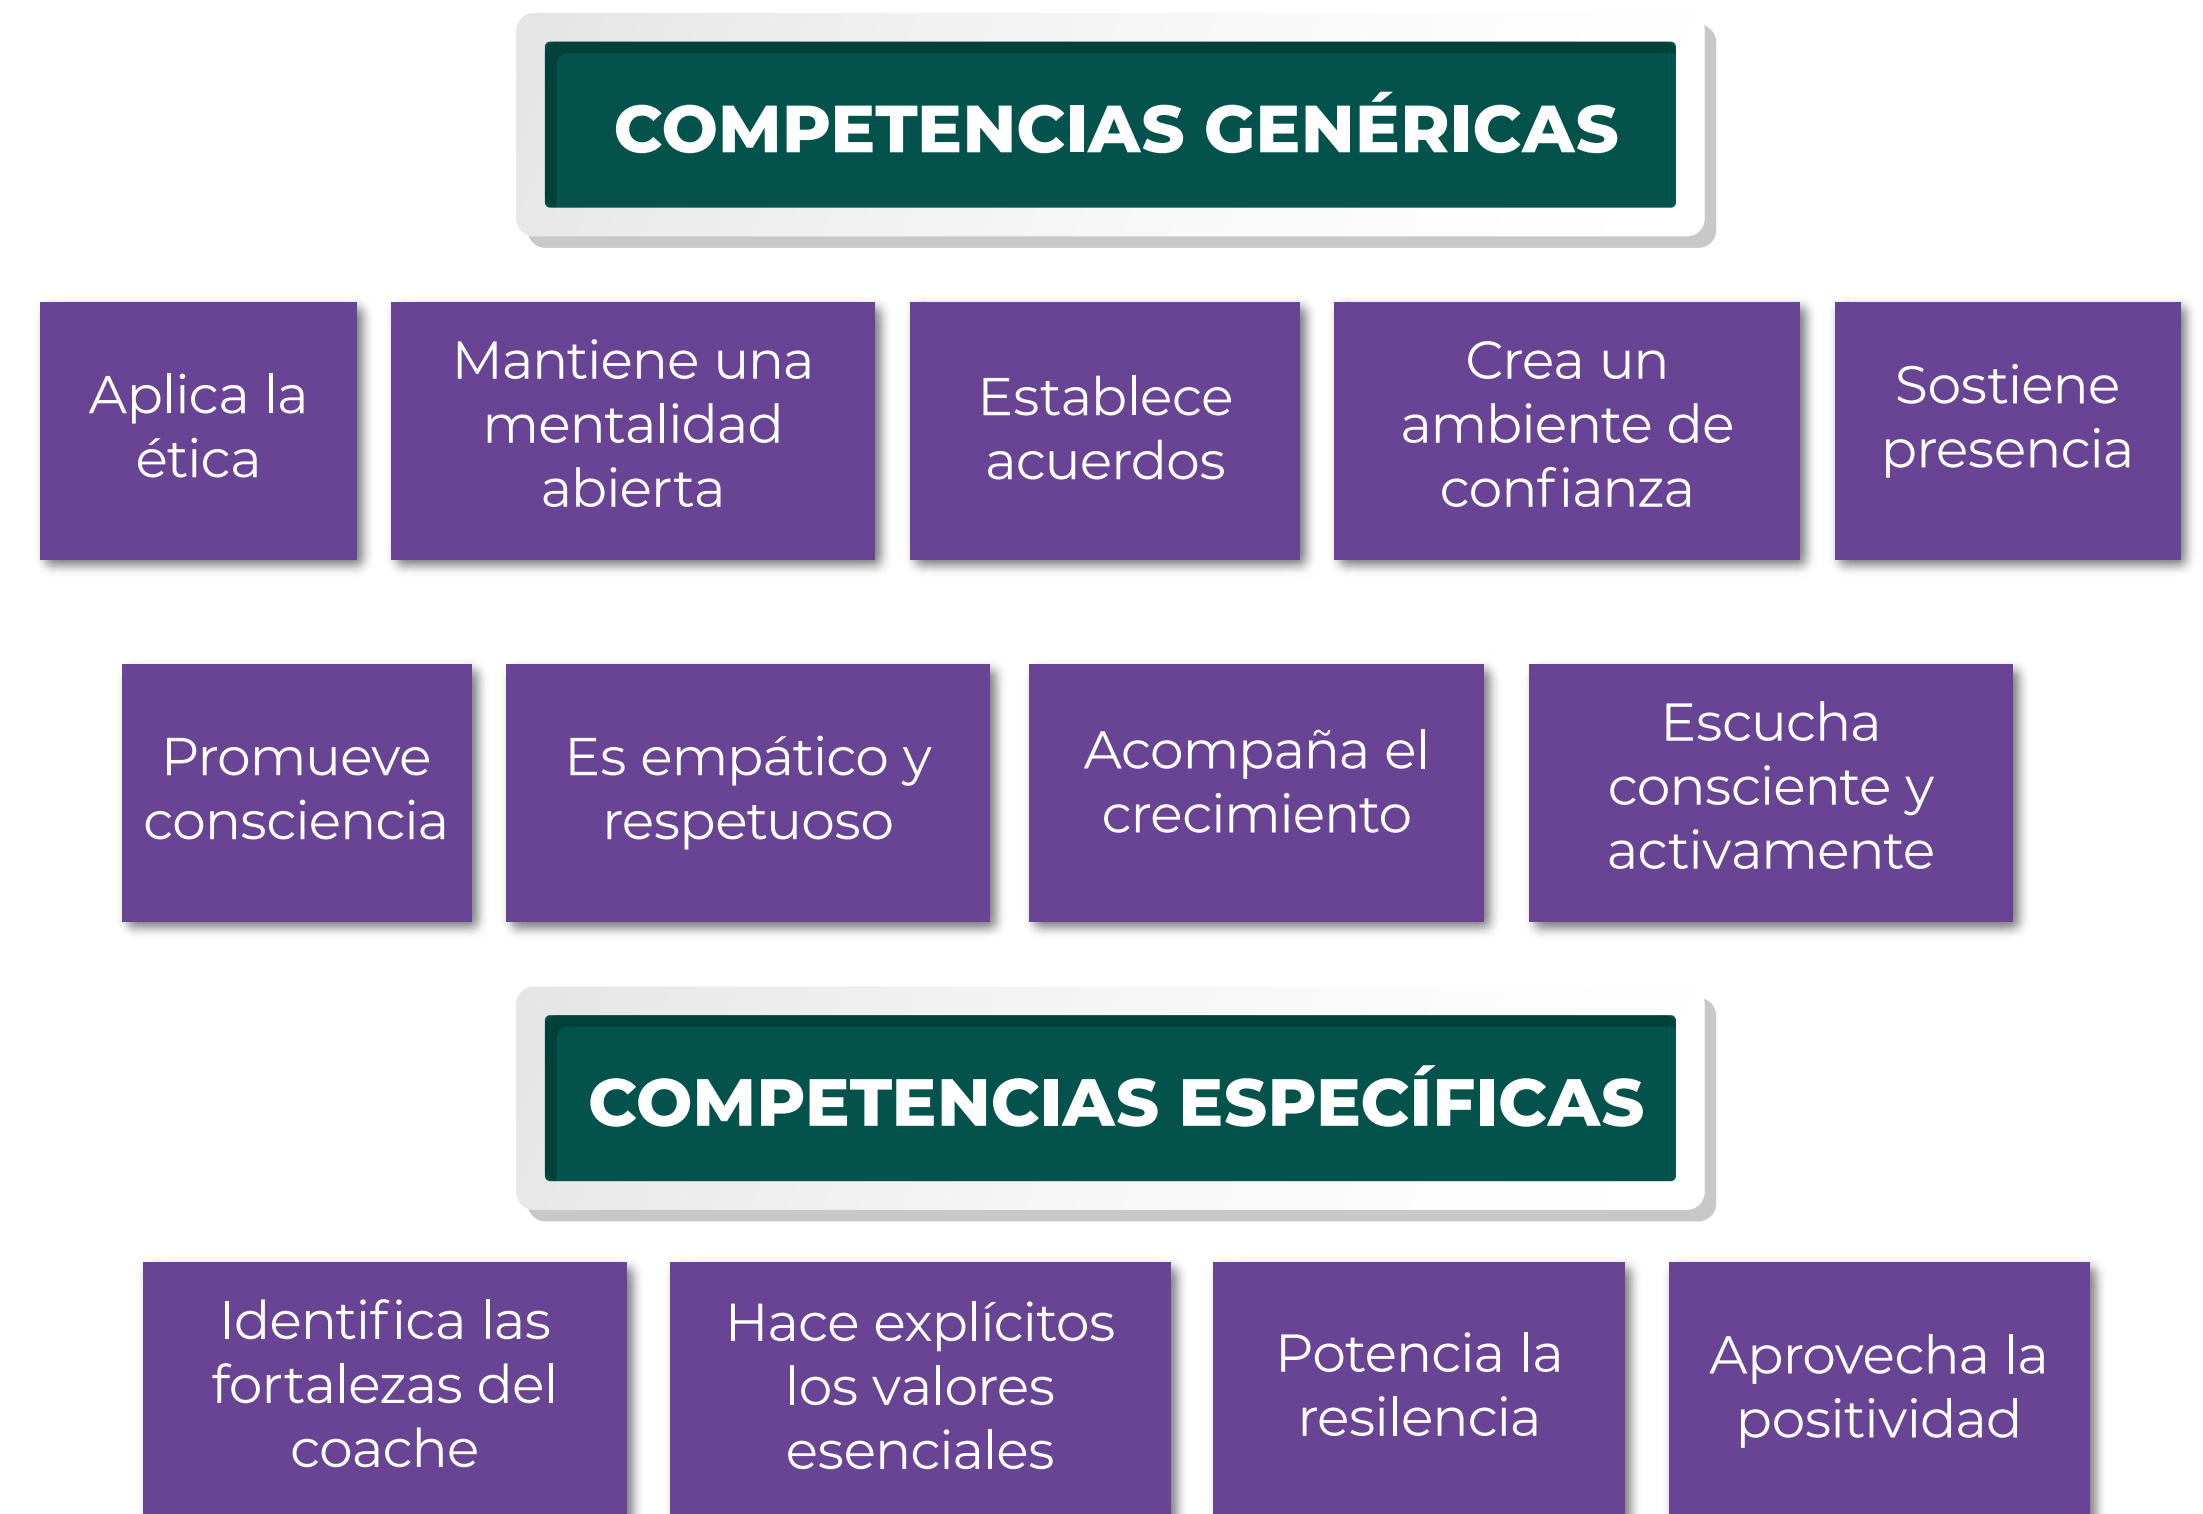 COMPETENCIAS GENÉRICAS
Aplica la
ética
Mantiene una
mentalidad
abierta
Establece
acuerdos
Crea un
ambiente de
confianza
Sostiene
presencia
Promueve
consciencia
Es empático y
respetuoso
Acompaña el
crecimiento
Escucha
consciente y
activamente
COMPETENCIAS ESPECÍFICAS
Identifica las
fortalezas del
coache
Hace explícitos
los valores
esenciales
Potencia la
resilencia
Aprovecha la
positividad